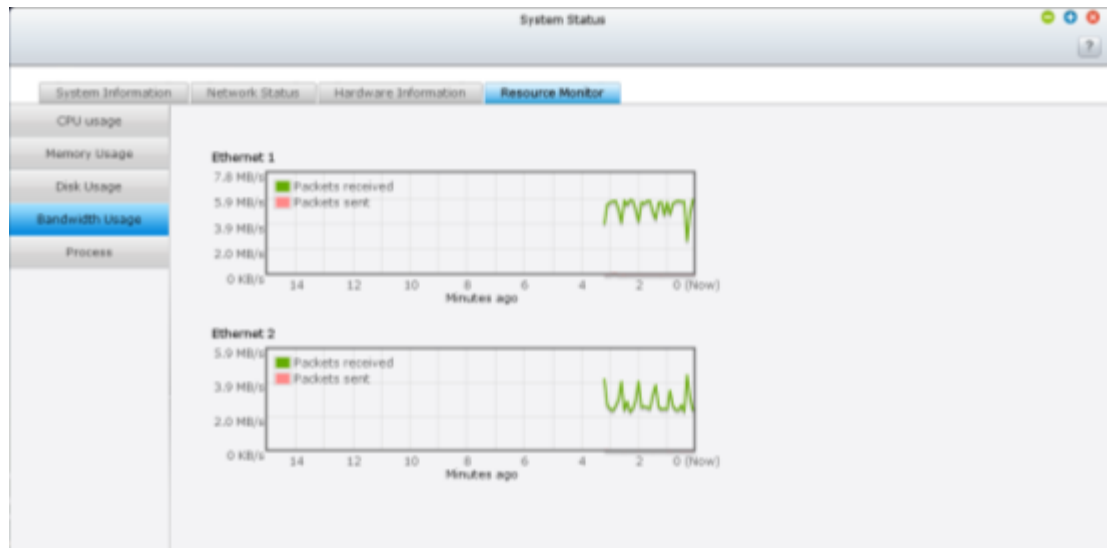 System Status
?
System Information Network Status Hardware Information Resource Monitor
CPU usage
Memory Usage
Disk Usage
Bandwidth Usage
Process
Ethernet 1
7.8 MB/s
5.9 MB/s
3.9 MB/s
2.0 MB/s
0 KB/s
Packets received
Packets sent
14 12 10 8 6 4 2 0 (Now)
Minutes ago
Ethernet 2
5.9 MB/s
3.9 MB/s
2.0 MB/s
0 KB/s
Packets received
Packets sent
14 12 10 8 6 4 2 0 (Now)
Minutes ago